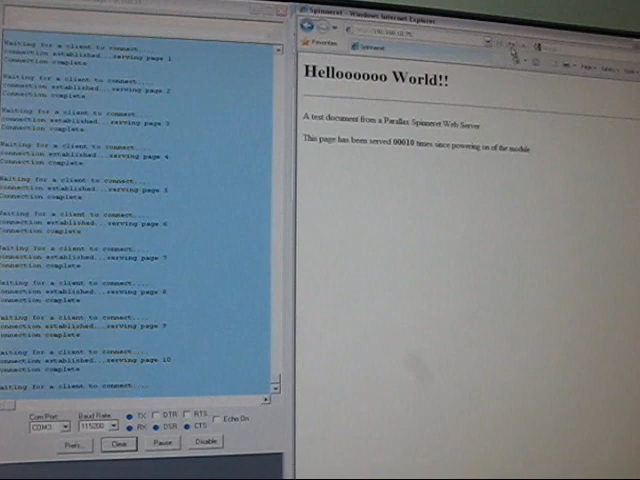 Waiting for a client to connect....
connection established...serving page 1
Connection complete
Waiting for a client to connect....
connection established...serving page 2
Connection complete
Waiting for a client to connect....
connection established...serving page 3
Connection complete
Waiting for a client to connect....
connection established...serving page 4
Connection complete
Waiting for a client to connect....
connection established...serving page 5
Connection complete
Waiting for a client to connect....
connection established...serving page 6
Connection complete
Waiting for a client to connect....
connection established...serving page 7
Connection complete
Waiting for a client to connect....
connection established...serving page 8
Connection complete
Waiting for a client to connect....
connection established...serving page 9
Connection complete
Waiting for a client to connect....
connection established...serving page 10
Connection complete
Waiting for a client to connect....
Com Port:
COM3
Baud Rate:
115200
TX DTR RTS
RX DSR CTS
Echo On
Prefs... Clear Pause Disable
Spinneret - Windows Internet Explorer
Favorites Spinneret
Page
Helloooooo World!!
A test document from a Parallax Spinneret Web Server
This page has been served 00010 times since powering on of the module